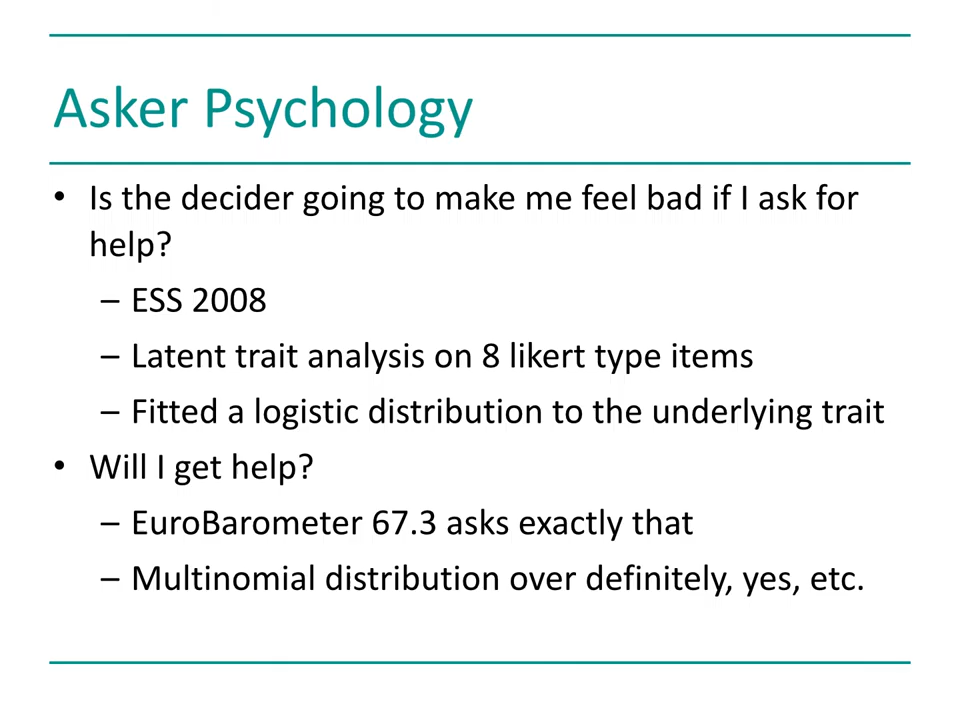 Asker Psychology
• Is the decider going to make me feel bad if I ask for
help?
– ESS 2008
– Latent trait analysis on 8 likert type items
– Fitted a logistic distribution to the underlying trait
• Will I get help?
– EuroBarometer 67.3 asks exactly that
– Multinomial distribution over definitely, yes, etc.